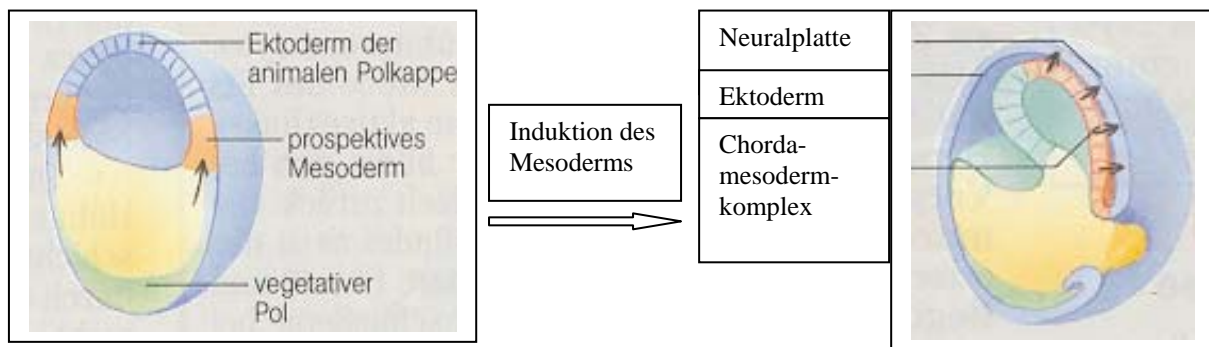 Ektoderm der
animalen Polkappe
prospektives
Mesoderm
vegetativer
Pol
Induktion des
Mesoderms
Neuralplatte
Ektoderm
Chorda-
mesoderm-
komplex